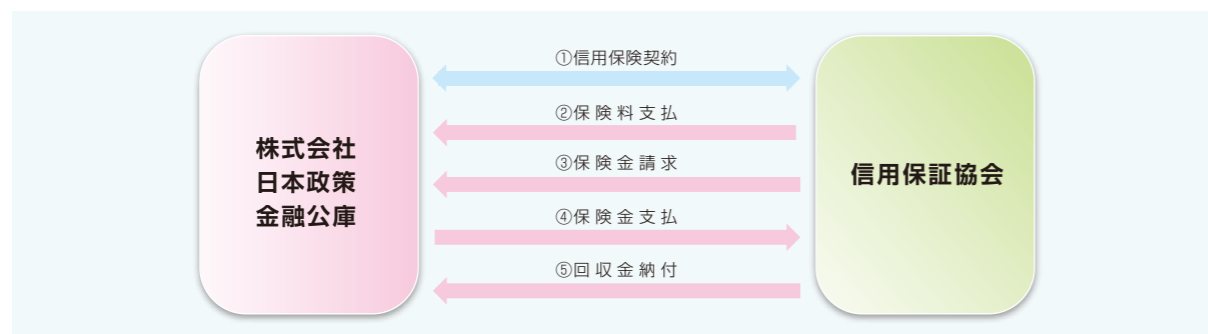 株式会社
日本政策
金融公庫
①信用保険契約
②保険料支払
③保険金請求
④保険金支払
⑤回収金納付
信用保証協会